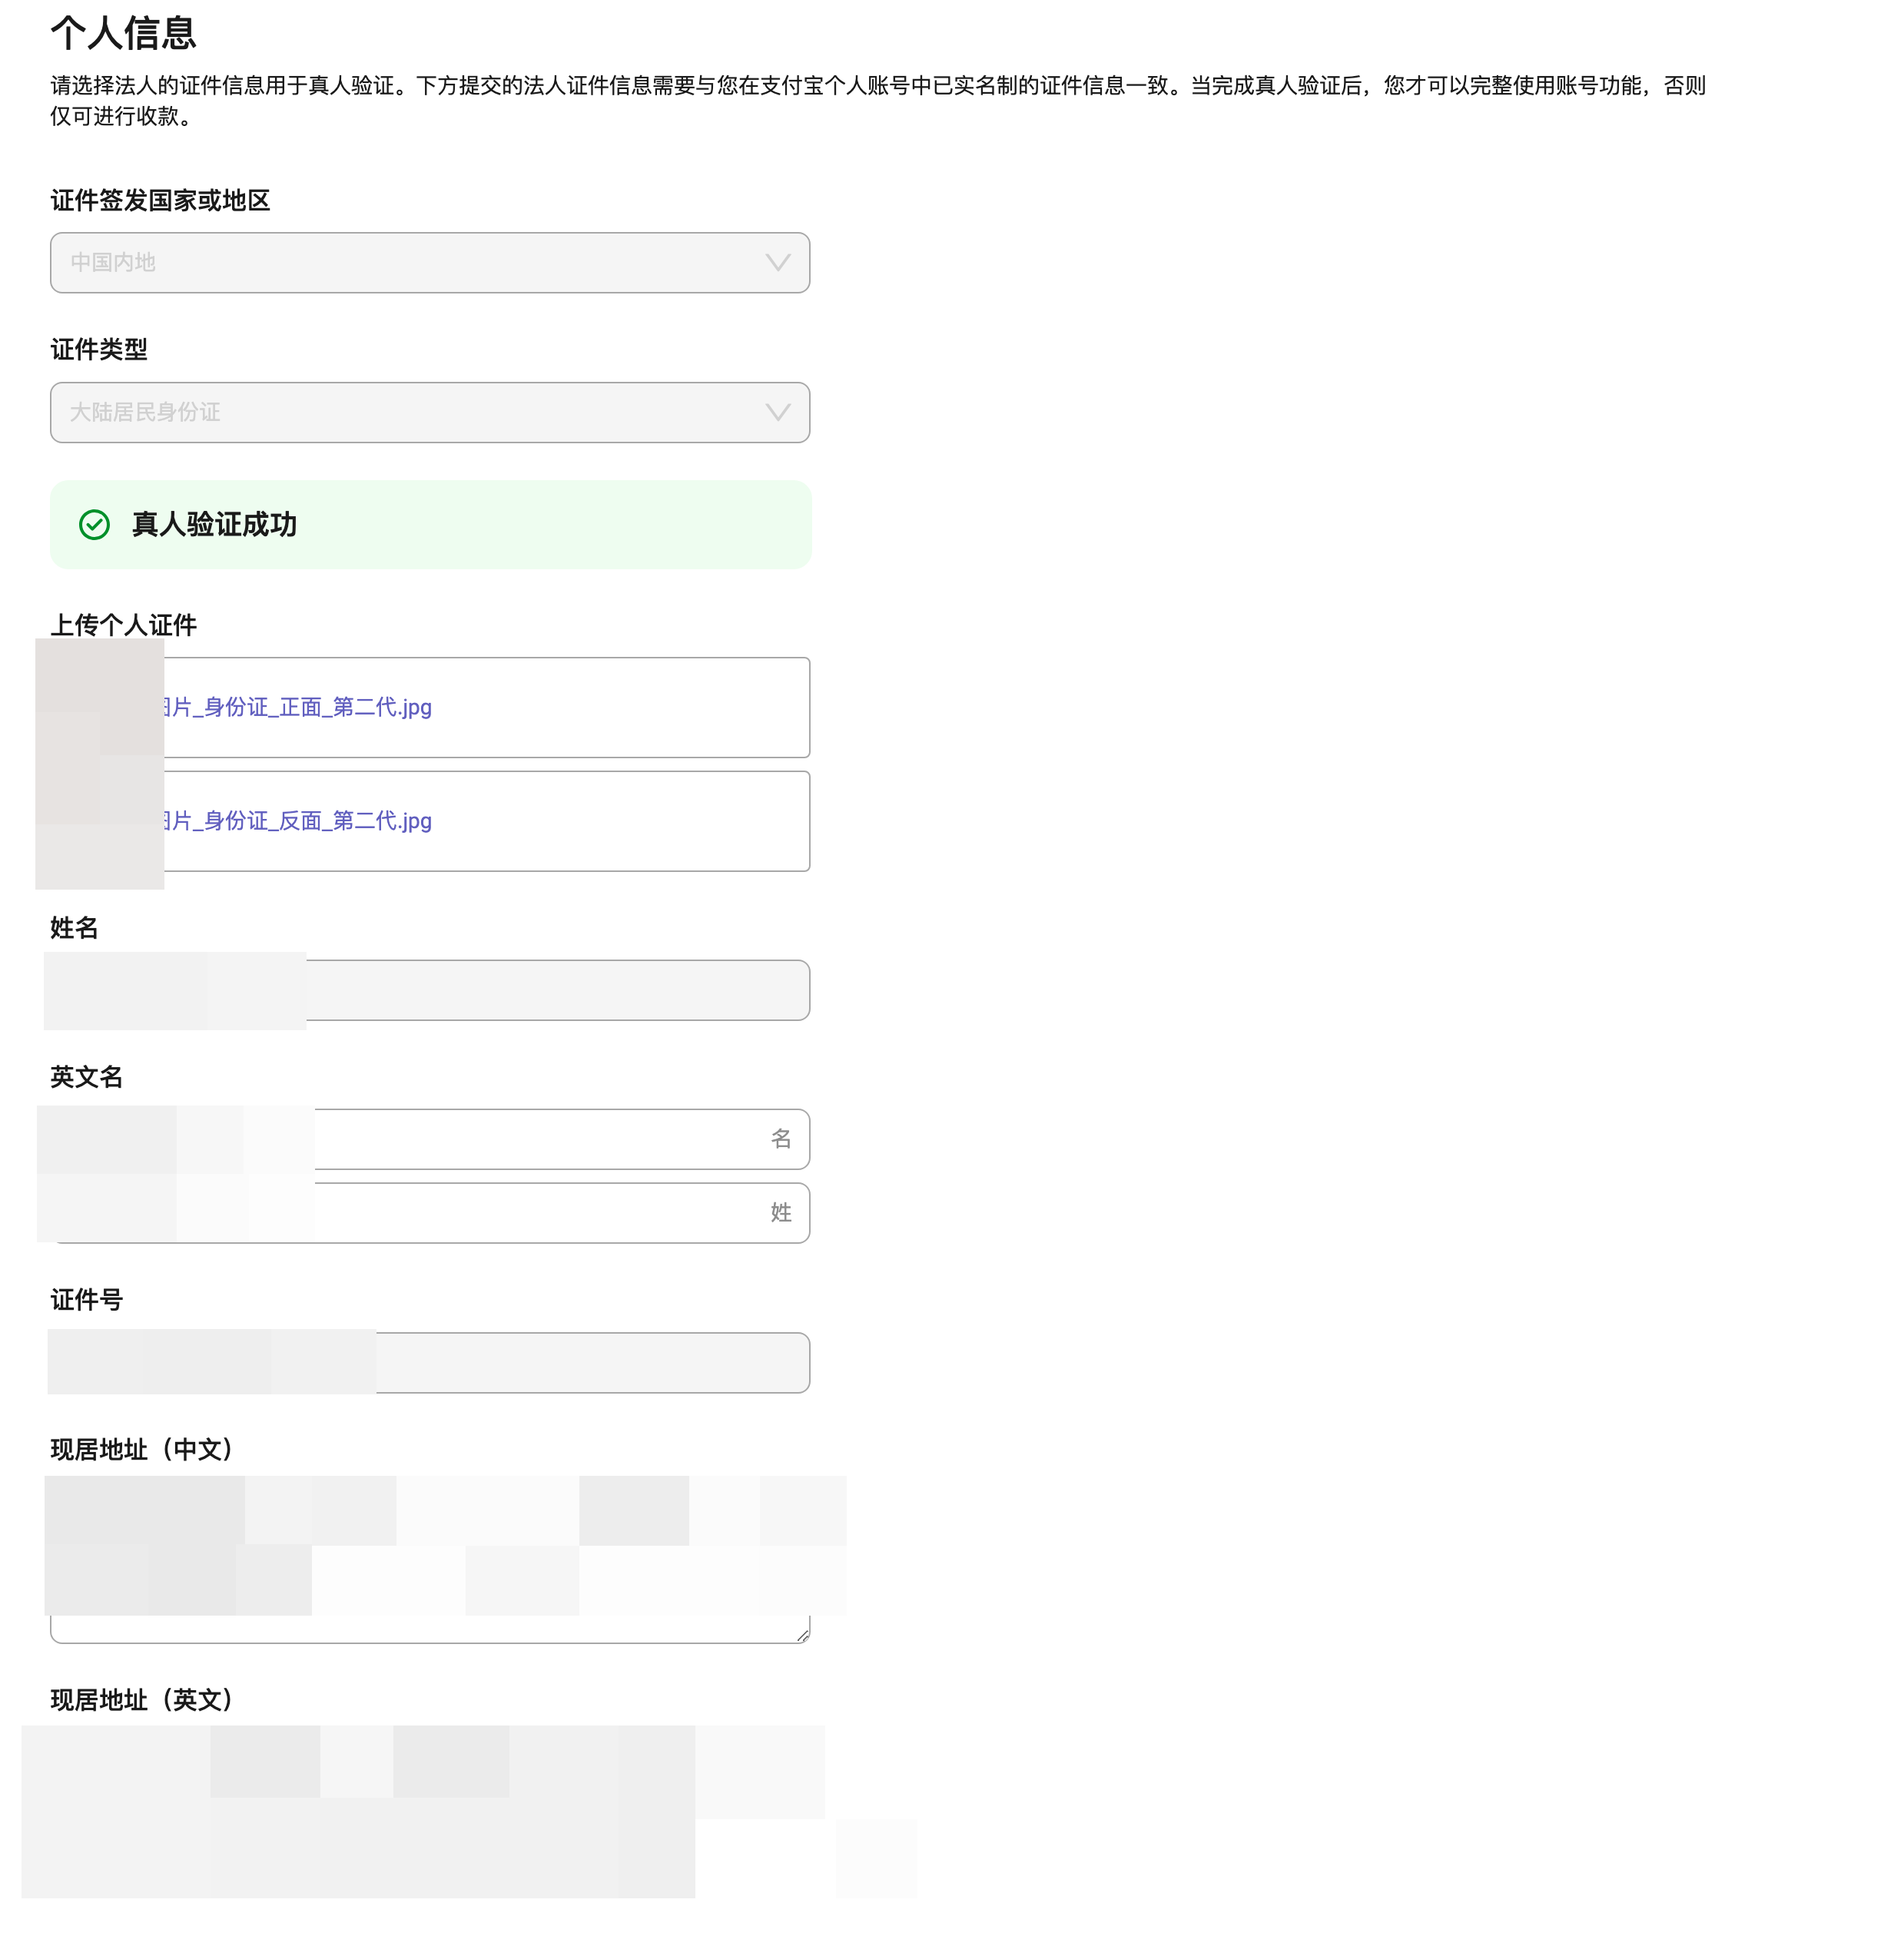 个人信息
请选择法人的证件信息用于真人验证。下方提交的法人证件信息需要与您在支付宝个人账号中已实名制的证件信息一致。当完成真人验证后，您才可以完整使用账号功能，否则
仅可进行收款。
证件签发国家或地区
中国内地
证件类型
大陆居民身份证
真人验证成功
上传个人证件
片_身份证_正面_第二代.jpg
片_身份证_反面_第二代.jpg
姓名
英文名
名
姓
证件号
现居地址（中文）
现居地址（英文）